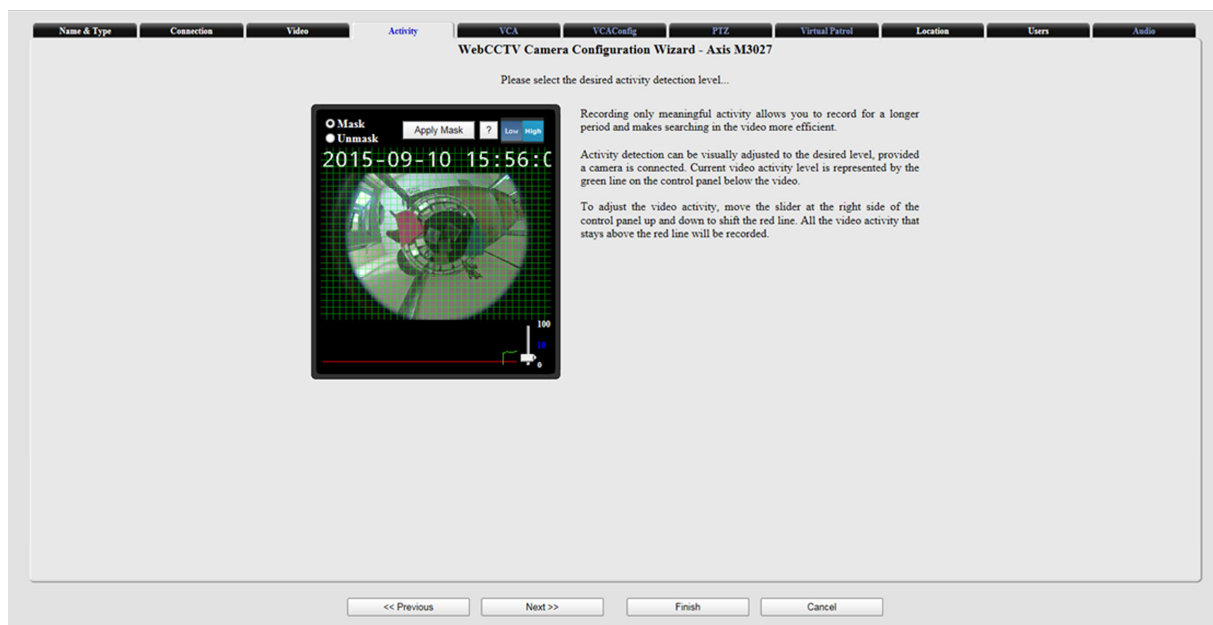 Name & Type Connection Video Activity VCA VCAConfig PTZ Virtual Patrol Location Users Audio
WebCCTV Camera Configuration Wizard - Axis M3027
Please select the desired activity detection level...
Mask
Unmask
Apply Mask ? Low High
2015-09-10 15:56:0
100
10
0
Recording only meaningful activity allows you to record for a longer
period and makes searching in the video more efficient.
Activity detection can be visually adjusted to the desired level, provided
a camera is connected. Current video activity level is represented by the
green line on the control panel below the video.
To adjust the video activity, move the slider at the right side of the
control panel up and down to shift the red line. All the video activity that
stays above the red line will be recorded.
<< Previous Next >> Finish Cancel